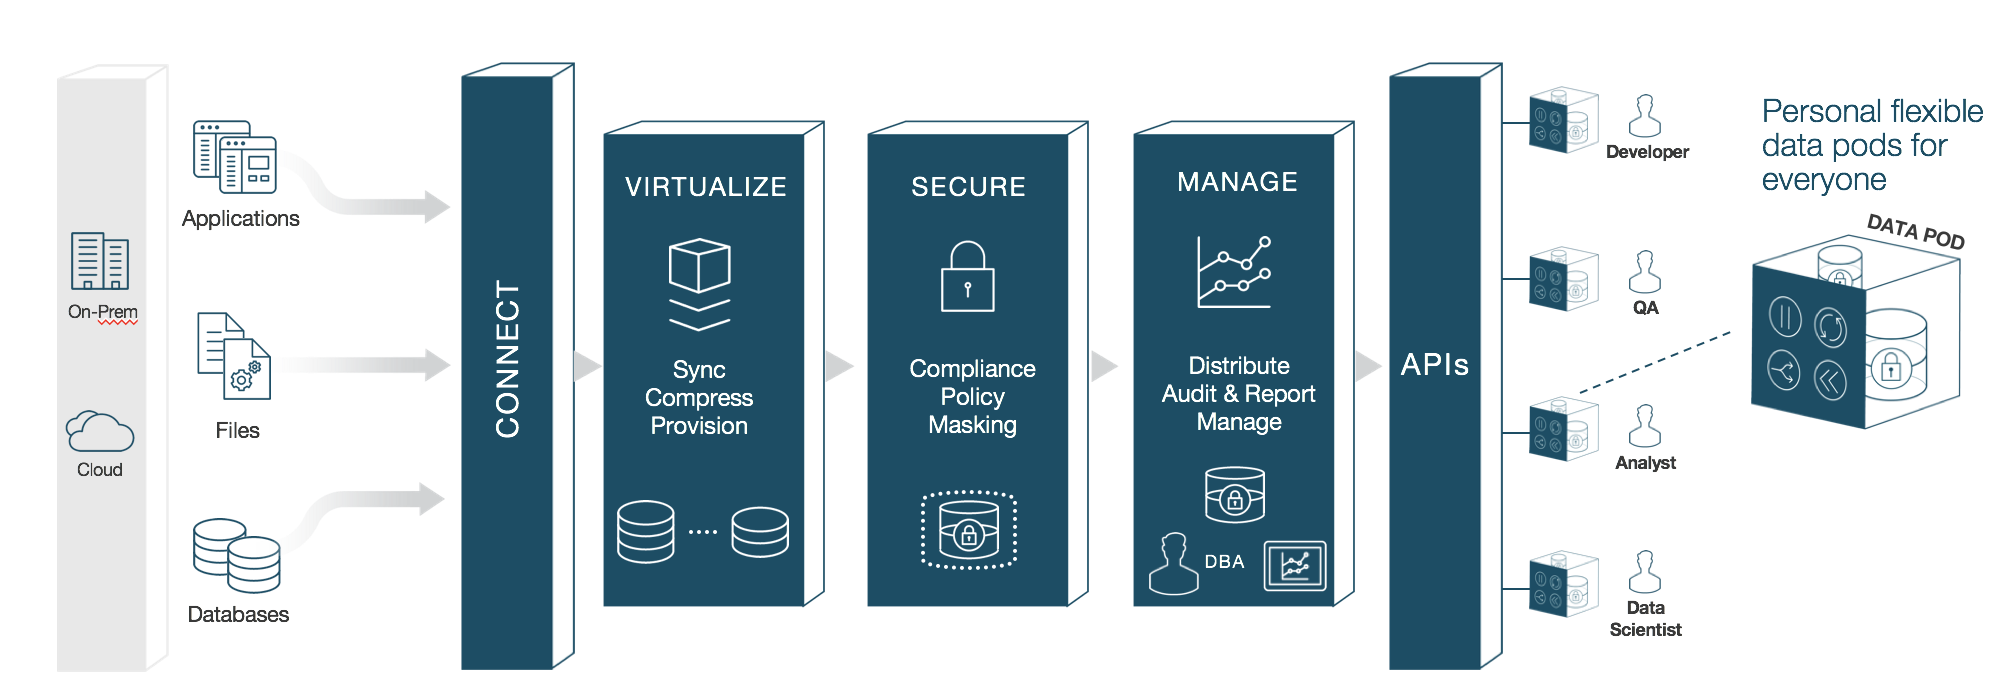 On-Prem
Cloud
Applications
Files
Databases
CONNECT
VIRTUALIZE
Sync
Compress
Provision
SECURE
Compliance
Policy
Masking
MANAGE
Distribute
Audit & Report
Manage
DBA
APIs
Developer
QA
Analyst
Data
Scientist
Personal flexible
data pods for
everyone
DATA POD